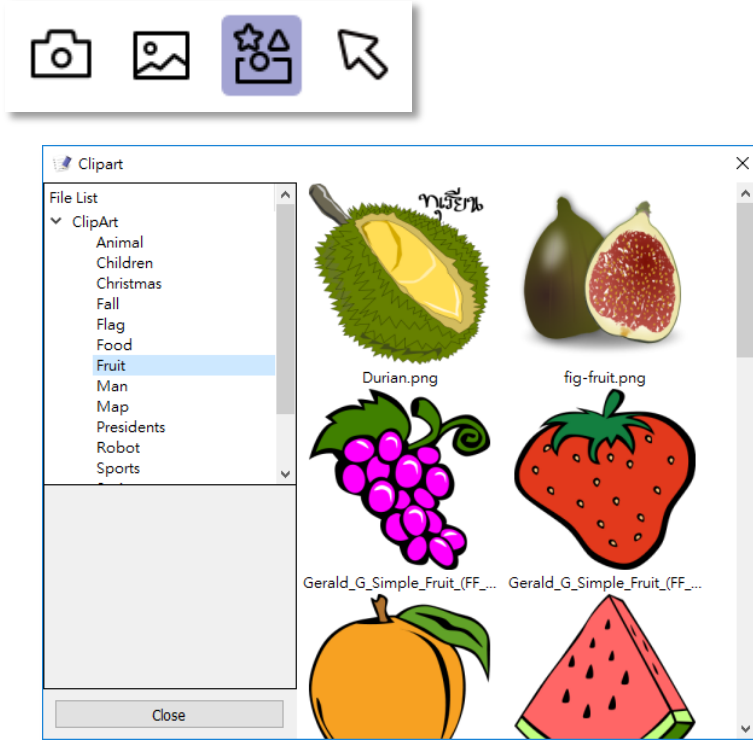 Clipart
File List
ClipArt
Animal
Children
Christmas
Fall
Flag
Food
Fruit
Man
Map
Presidents
Robot
Sports
Close
ทุเรียน
Durian.png
fig-fruit.png
Gerald_G_Simple_Fruit_(FF_...
Gerald_G_Simple_Fruit_(FF_...